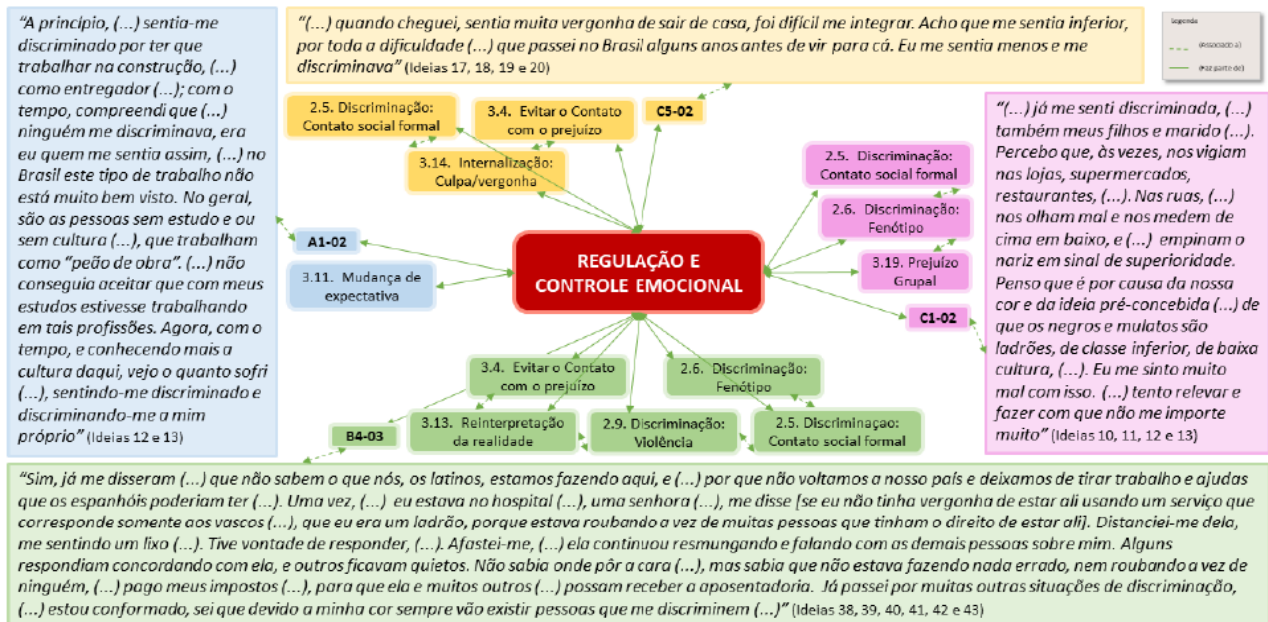 “A princípio, (...) sentia-me
discriminado por ter que
trabalhar na construção, (...)
como entregador (...); com o
tempo, compreendi que (...)
ninguém me discriminava, era
eu quem me sentia assim, (...) no
Brasil este tipo de trabalho não
está muito bem visto. No geral,
são as pessoas sem estudo e ou
sem cultura (...), que trabalham
como “peão de obra”. (...) não
conseguia aceitar que com meus
estudos estivesse trabalhando
em tais profissões. Agora, com o
tempo, e conhecendo mais a
cultura daqui, vejo o quanto sofri
(...), sentindo-me discriminado e
discriminando-me a mim
próprio” (Ideias 12 e 13)
“(...) quando cheguei, sentia muita vergonha de sair de casa, foi difícil me integrar. Acho que me sentia inferior,
por toda a dificuldade (...) que passei no Brasil alguns anos antes de vir para cá. Eu me sentia menos e me
discriminava” (Ideias 17, 18, 19 e 20)
Legenda
(Associado a)
(Faz parte de)
2.5. Discriminação:
Contato social formal
3.4. Evitar o Contato
com o prejuízo
C5-02
3.14. Internalização:
Culpa/vergonha
A1-02
3.11. Mudança de
expectativa
REGULAÇÃO E
CONTROLE EMOCIONAL
2.5. Discriminação:
Contato social formal
2.6. Discriminação:
Fenótipo
3.19. Prejuízo
Grupal
C1-02
“(...) já me senti discriminada, (...)
também meus filhos e marido (...).
Percebo que, às vezes, nos vigiam
nas lojas, supermercados,
restaurantes, (...). Nas ruas, (...)
nos olham mal e nos medem de
cima em baixo, e (...) empinam o
nariz em sinal de superioridade.
Penso que é por causa da nossa
cor e da ideia pré-concebida (...) de
que os negros e mulatos são
ladrões, de classe inferior, de baixa
cultura, (...). Eu me sinto muito
mal com isso. (...) tento relevar e
fazer com que não me importe
muito” (Ideias 10, 11, 12 e 13)
3.4. Evitar o Contato
com o prejuízo
2.6. Discriminação:
Fenótipo
B4-03
3.13. Reinterpretação
da realidade
2.9. Discriminação:
Violência
2.5. Discriminaçao:
Contato social formal
“Sim, já me disseram (...) que não sabem o que nós, os latinos, estamos fazendo aqui, e (...) por que não voltamos a nosso país e deixamos de tirar trabalho e ajudas
que os espanhóis poderiam ter (...). Uma vez, (...) eu estava no hospital (...), uma senhora (...), me disse [se eu não tinha vergonha de estar ali usando um serviço que
corresponde somente aos vascos (...), que eu era um ladrão, porque estava roubando a vez de muitas pessoas que tinham o direito de estar ali]. Distanciei-me dela,
me sentindo um lixo (...). Tive vontade de responder, (...). Afastei-me, (...) ela continuou resmungando e falando com as demais pessoas sobre mim. Alguns
respondiam concordando com ela, e outros ficavam quietos. Não sabia onde pôr a cara (...), mas sabia que não estava fazendo nada errado, nem roubando a vez de
ninguém, (...) pago meus impostos (...), para que ela e muitos outros (...) possam receber a aposentadoria. Já passei por muitas outras situações de discriminação,
(...) estou conformado, sei que devido a minha cor sempre vão existir pessoas que me discriminem (...)” (Ideias 38, 39, 40, 41, 42 e 43)